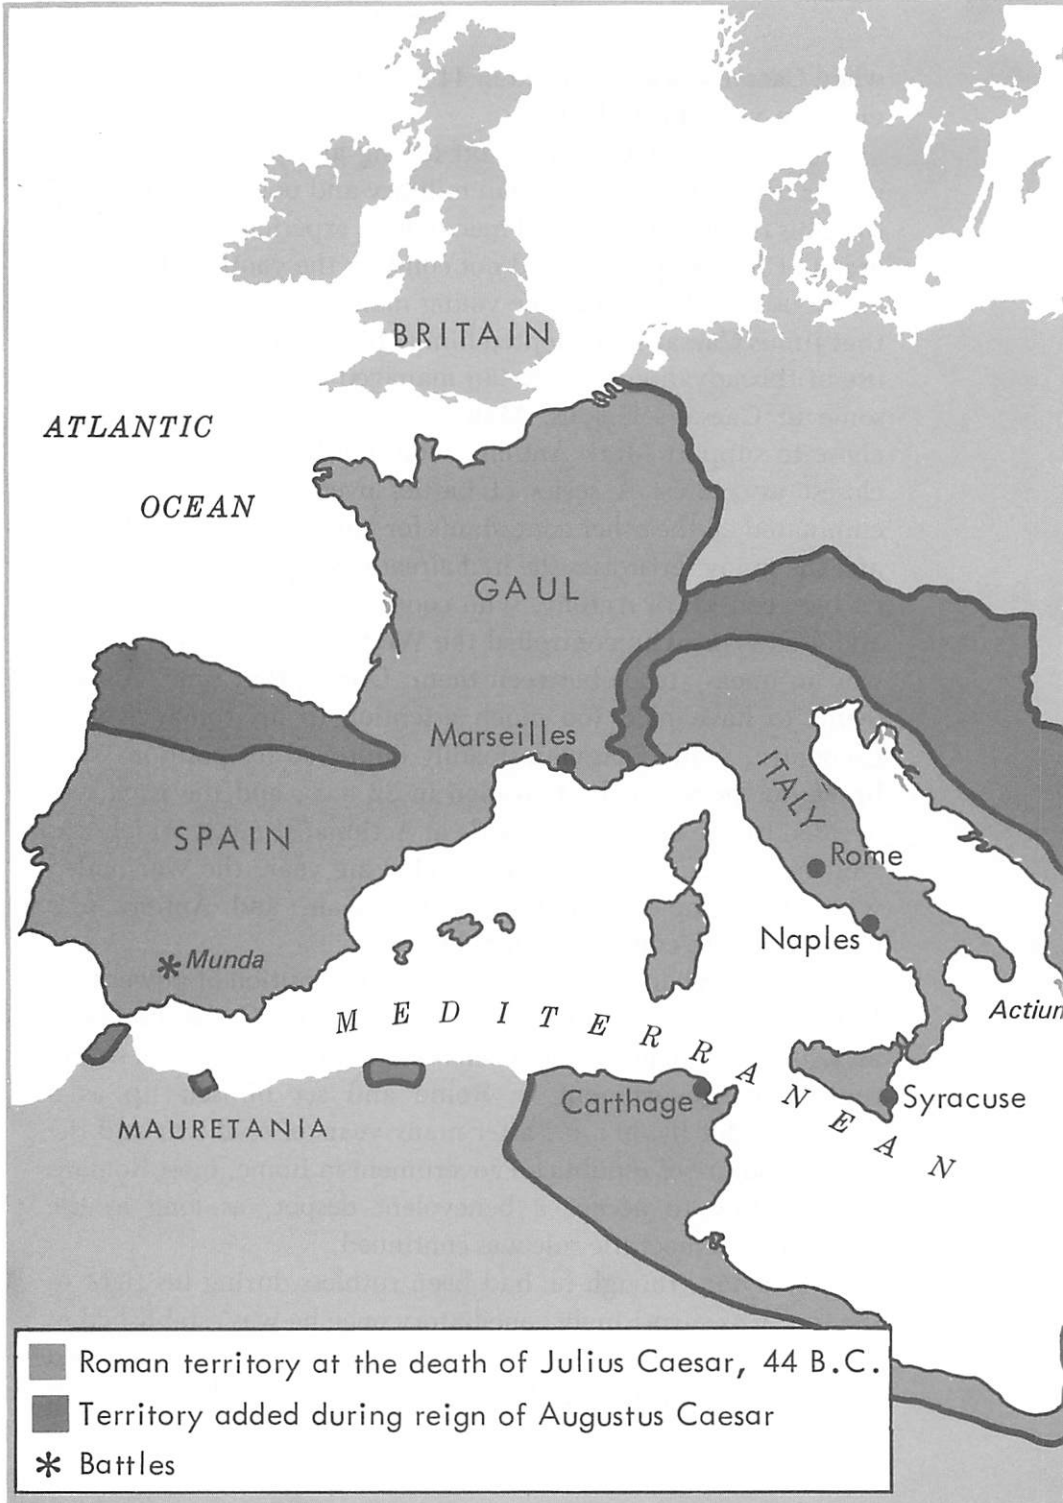 BRITAIN
ATLANTIC
OCEAN
GAUL
Marseilles
ITALY
SPAIN
Rome
Naples
Munda
MEDITERRANEAN
Actium
Carthage
Syracuse
MAURETANIA
Roman territory at the death of Julius Caesar, 44 B.C.
Territory added during reign of Augustus Caesar
* Battles